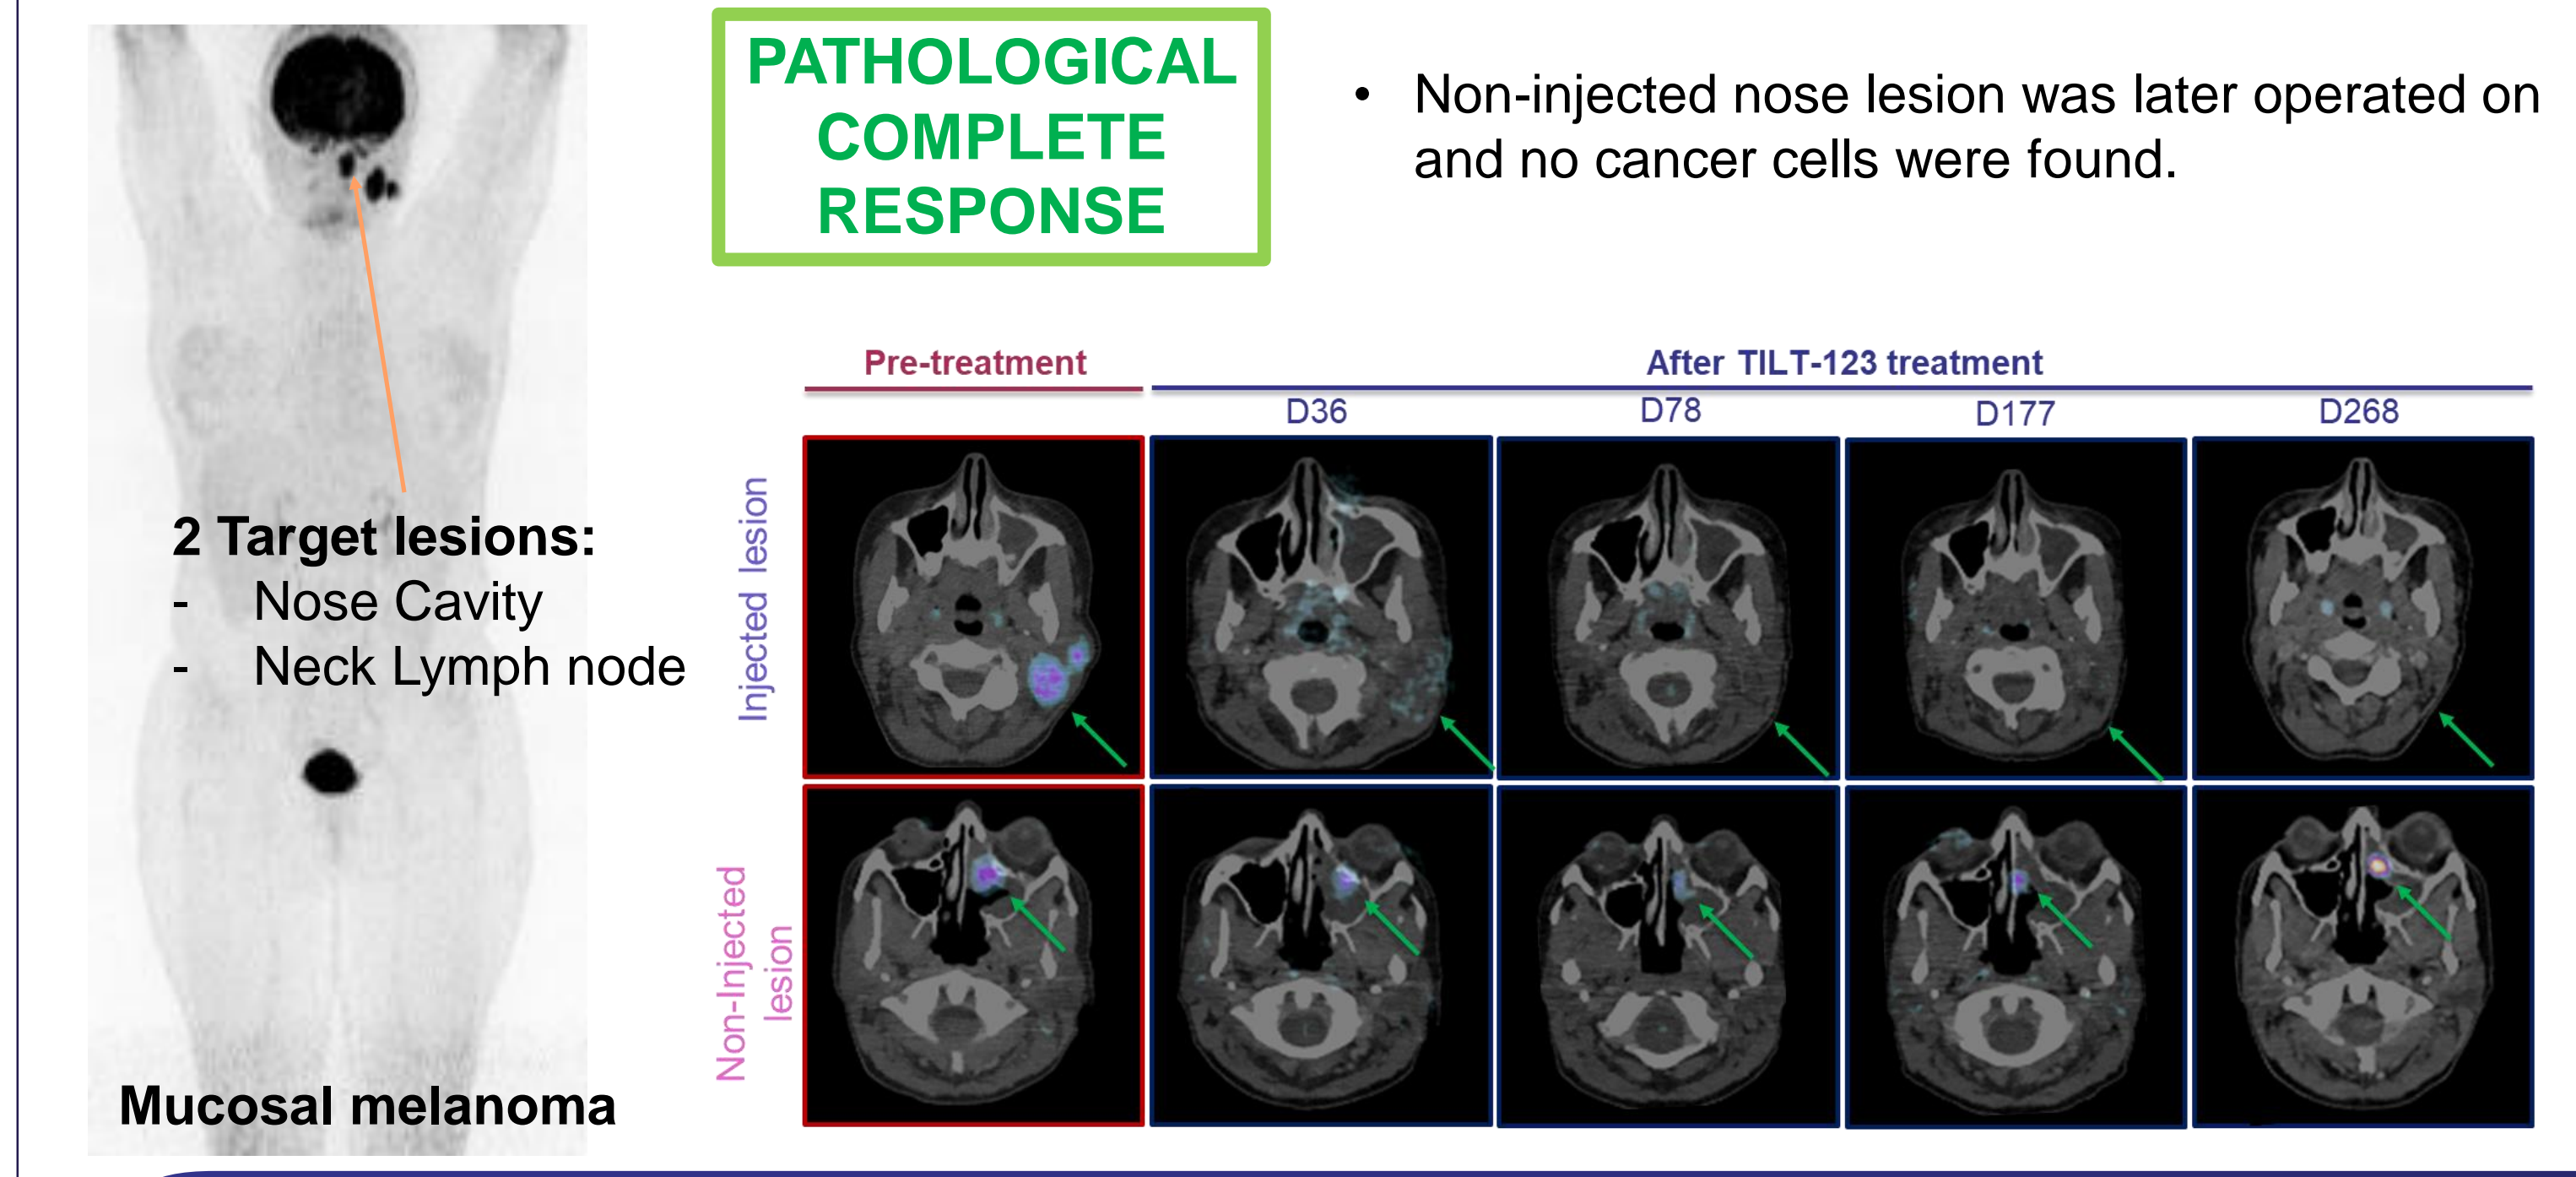 PATHOLOGICAL
COMPLETE
RESPONSE
• Non-injected nose lesion was later operated on
and no cancer cells were found.
2 Target lesions:
- Nose Cavity
- Neck Lymph node
Mucosal melanoma
Pre-treatment
After TILT-123 treatment
D36 D78 D177 D268
Injected lesion
Non-Injected
lesion